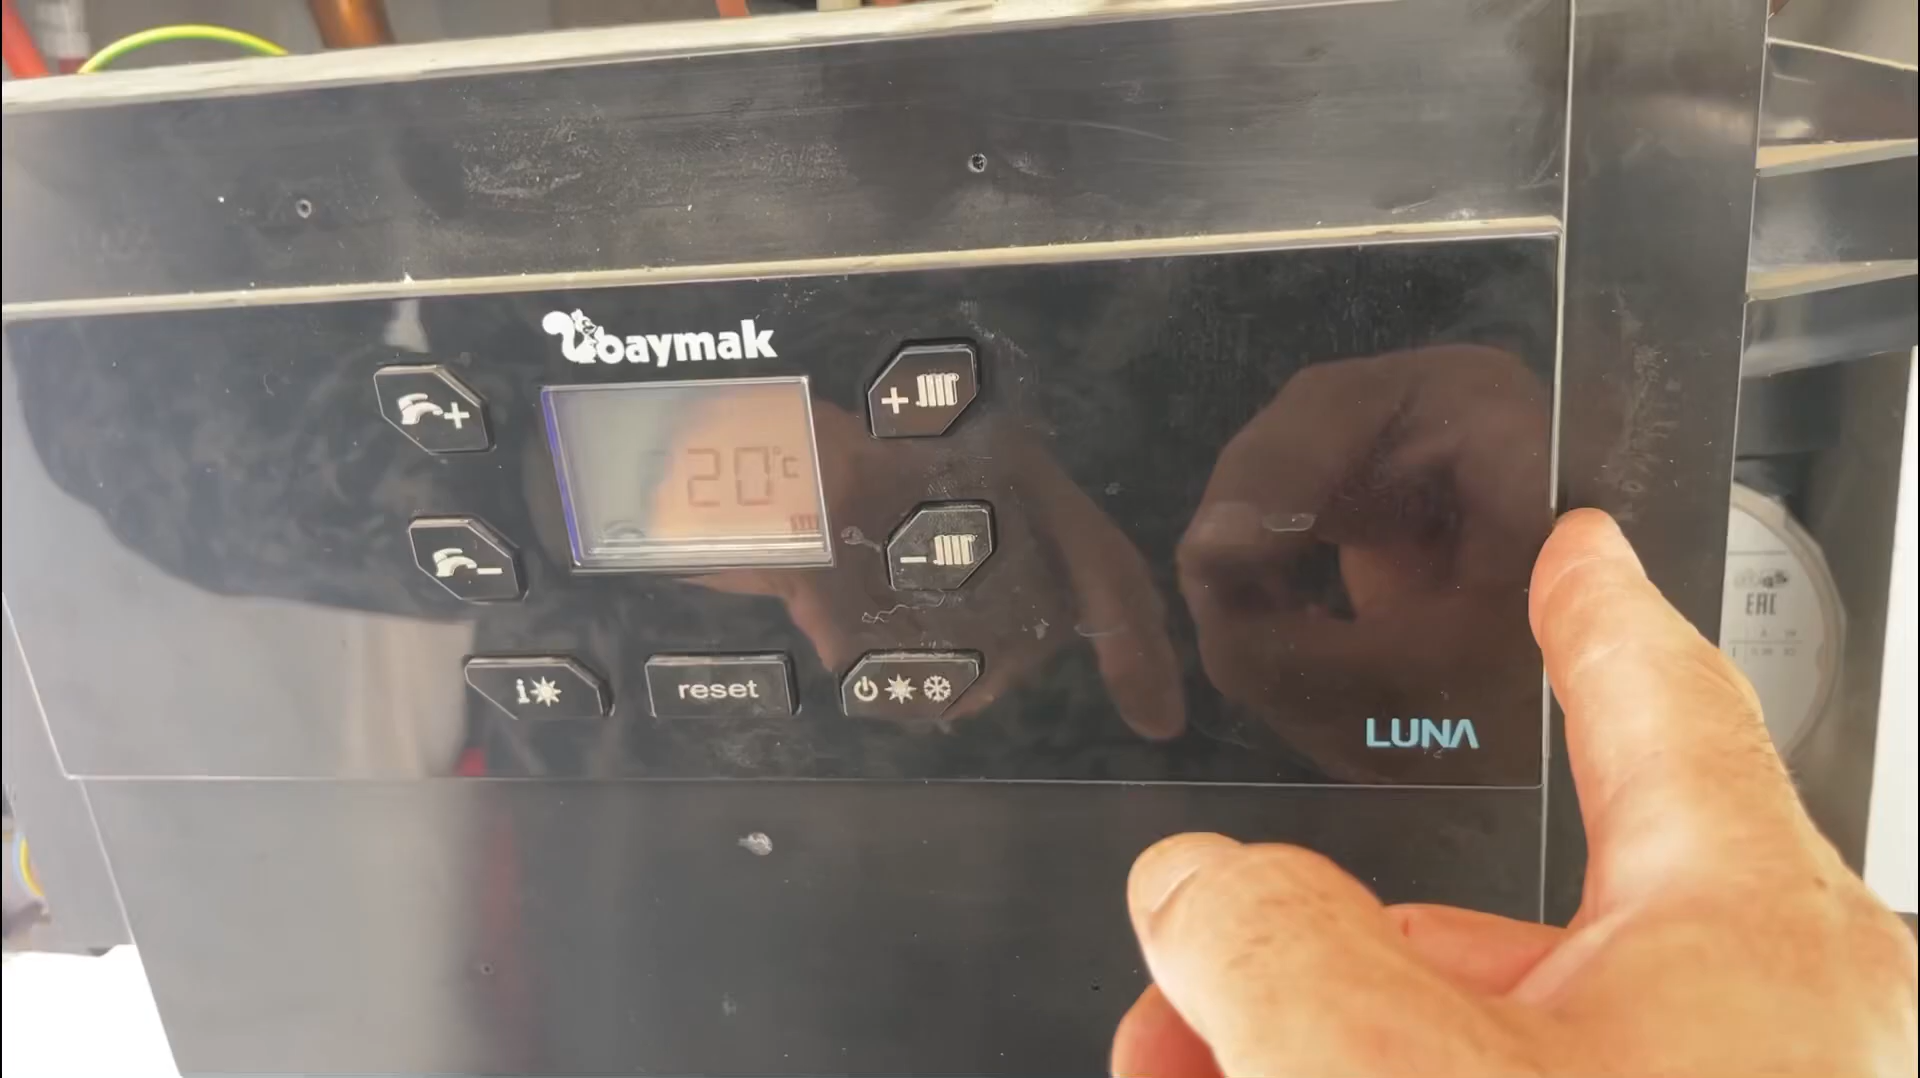 baymak
+
+
20°C
-
-
i
reset
LUNA
EAC